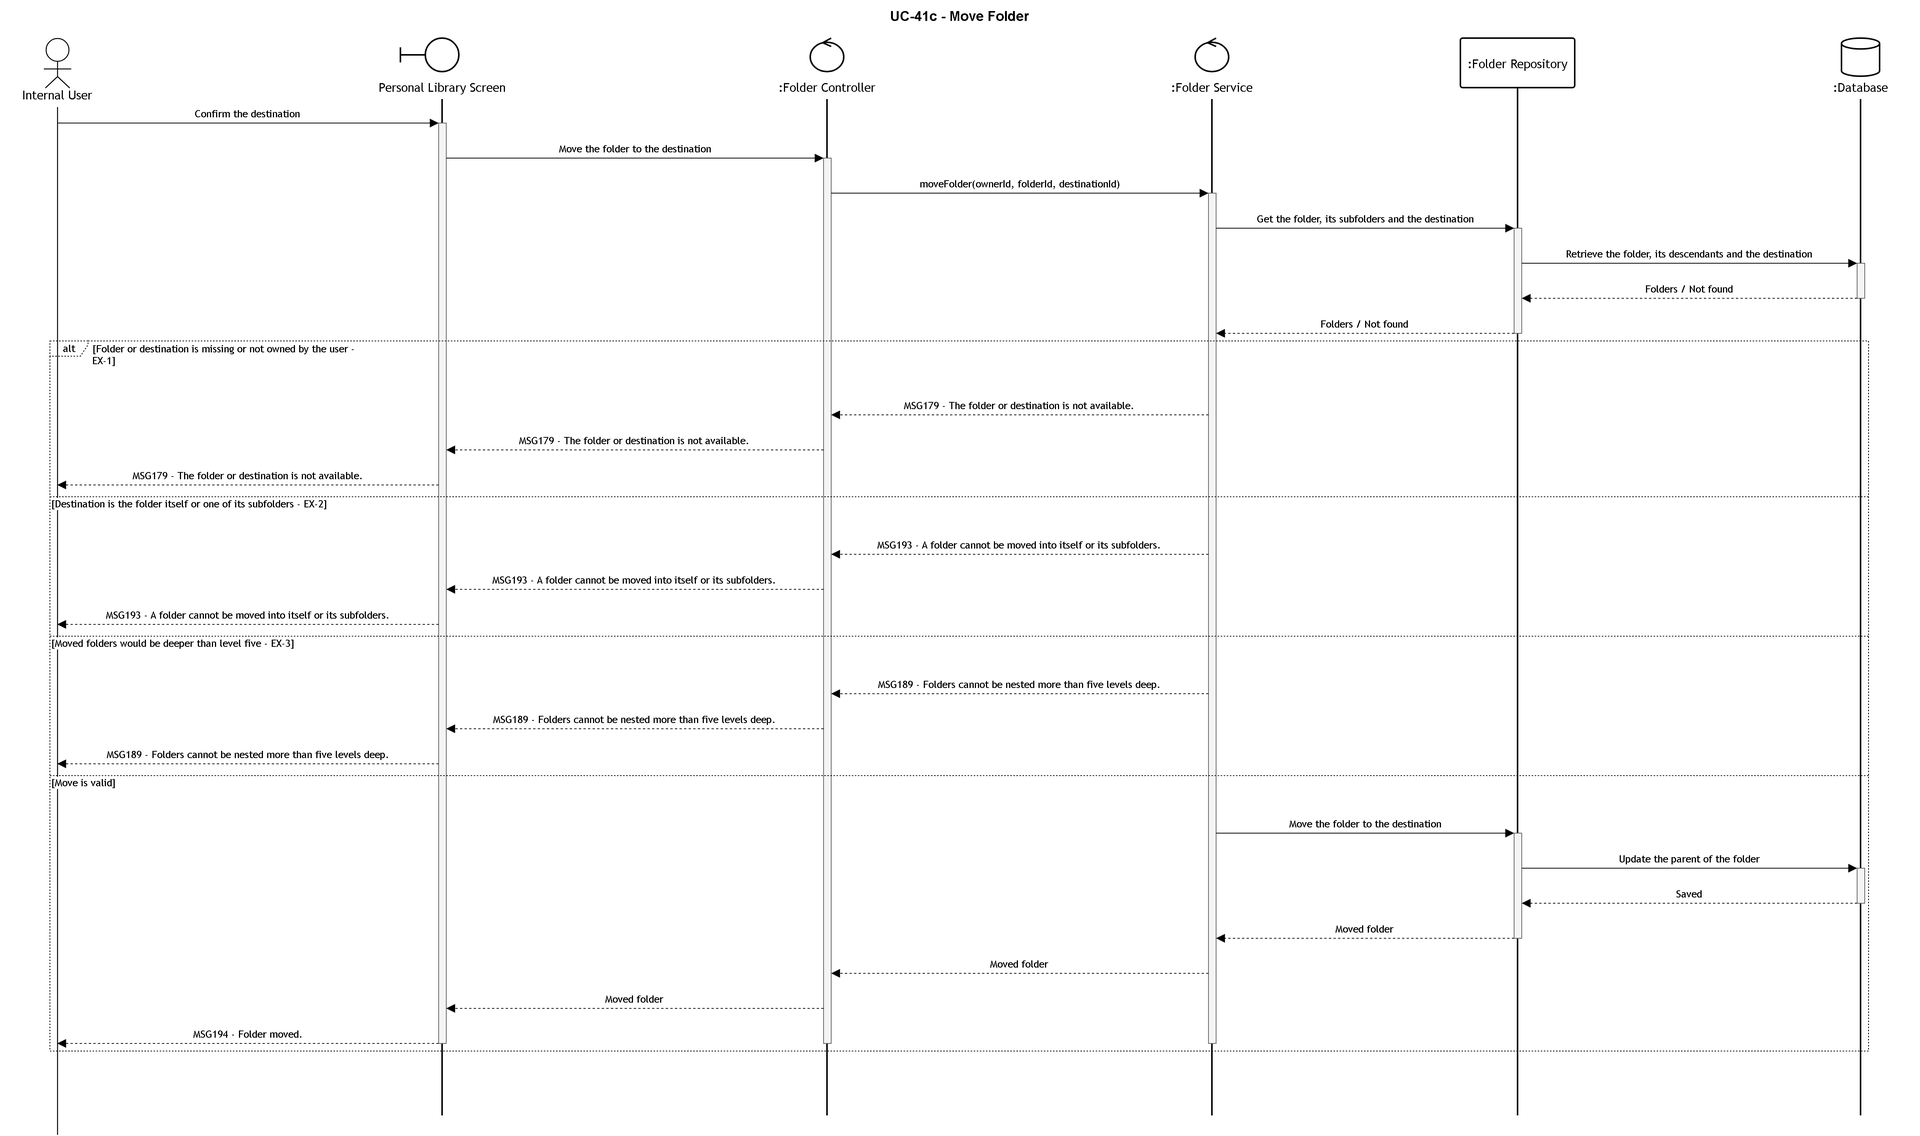 UC-41c - Move Folder
Internal User
Personal Library Screen
:Folder Controller
:Folder Service
:Folder Repository
:Database
Confirm the destination
Move the folder to the destination
moveFolder(ownerId, folderId, destinationId)
Get the folder, its subfolders and the destination
Retrieve the folder, its descendants and the destination
Folders / Not found
Folders / Not found
alt
[Folder or destination is missing or not owned by the user -
EX-1]
MSG179 - The folder or destination is not available.
MSG179 - The folder or destination is not available.
MSG179 - The folder or destination is not available.
[Destination is the folder itself or one of its subfolders - EX-2]
MSG193 - A folder cannot be moved into itself or its subfolders.
MSG193 - A folder cannot be moved into itself or its subfolders.
MSG193 - A folder cannot be moved into itself or its subfolders.
[Moved folders would be deeper than level five - EX-3]
MSG189 - Folders cannot be nested more than five levels deep.
MSG189 - Folders cannot be nested more than five levels deep.
MSG189 - Folders cannot be nested more than five levels deep.
[Move is valid]
Move the folder to the destination
Update the parent of the folder
Saved
Moved folder
Moved folder
Moved folder
MSG194 - Folder moved.